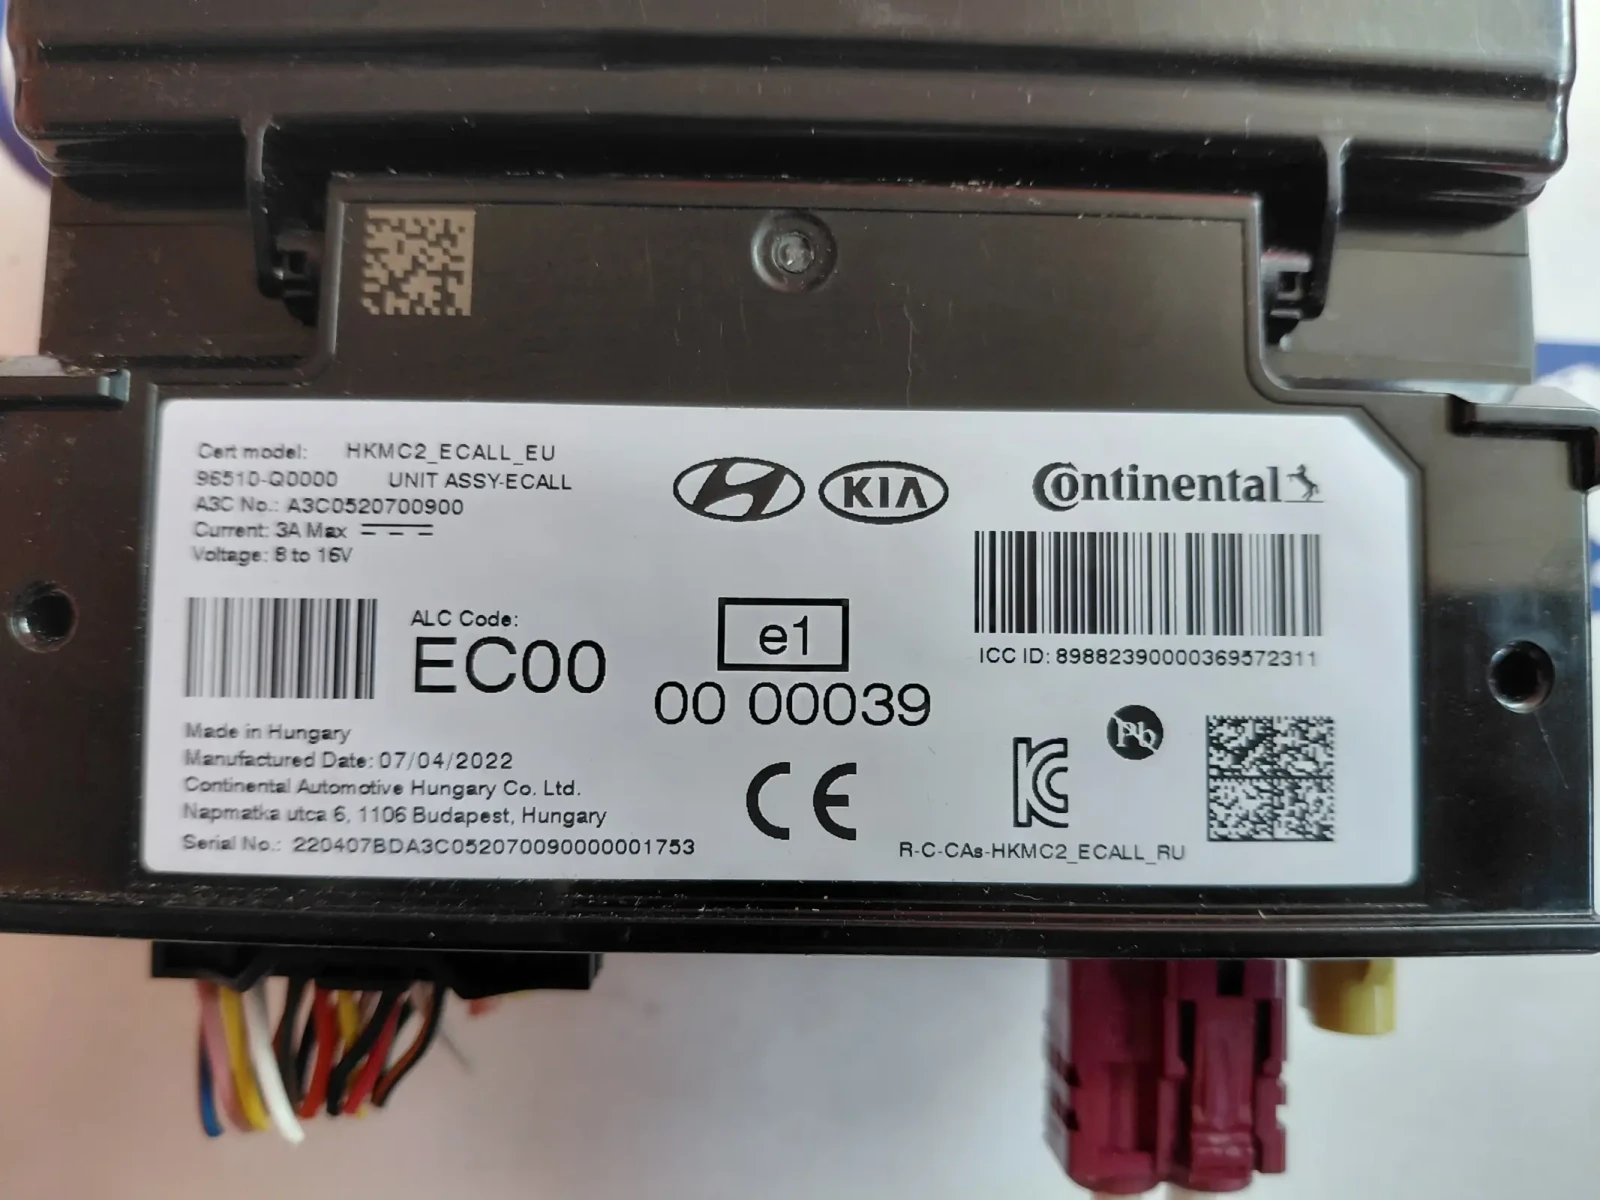 Cert model: HKMC2_ECALL_EU
96510-Q0000 UNIT ASSY-ECALL
A3C No.: A3C0520700900
Current: 3A Max
Voltage: 8 to 16V
KIA
Continental
ALC Code:
EC00
e1
00 00039
ICC ID: 89882390000369572311
Made in Hungary
Manufactured Date: 07/04/2022
Continental Automotive Hungary Co. Ltd.
Napmatka utca 6, 1106 Budapest, Hungary
Serial No.: 220407BDA3C0520700900000001753
CE
Pb
R-C-CAs-HKMC2_ECALL_RU